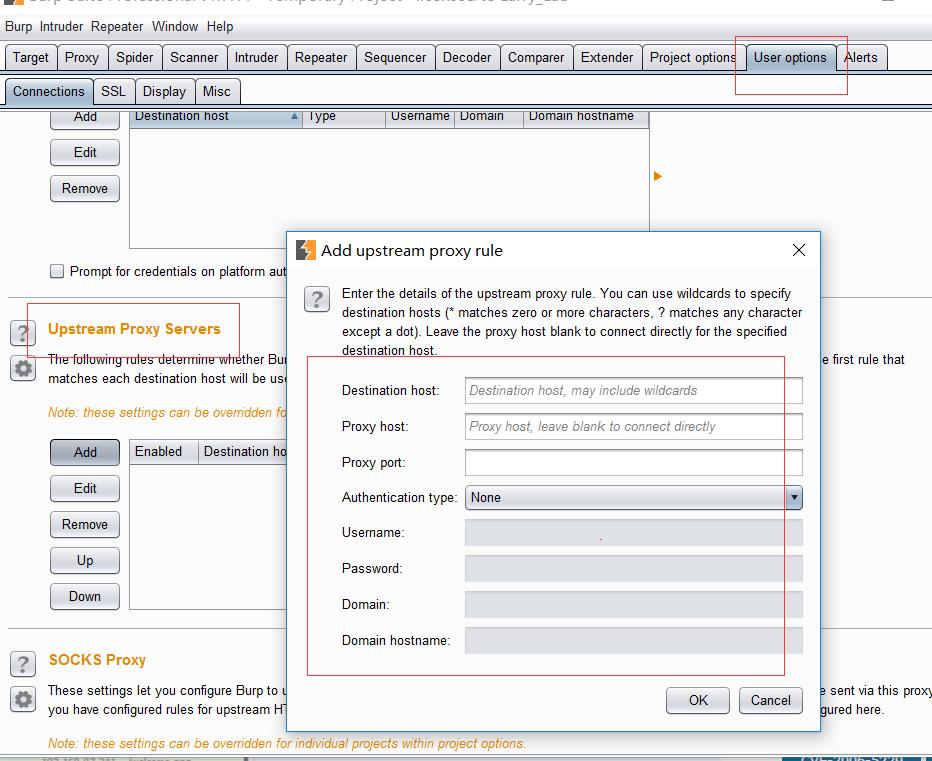 Burp Intruder Repeater Window Help
Target Proxy Spider Scanner Intruder Repeater Sequencer Decoder Comparer Extender Project options User options Alerts
Connections SSL Display Misc
Add Destination host Type Username Domain Domain hostname
Edit
Remove
Prompt for credentials on platform aut
Upstream Proxy Servers
The following rules determine whether Bu
e first rule that
matches each destination host will be use
Note: these settings can be overridden fo
Add Enabled Destination ho
Edit
Remove
Up
Down
Add upstream proxy rule
Enter the details of the upstream proxy rule. You can use wildcards to specify
destination hosts (* matches zero or more characters, ? matches any character
except a dot). Leave the proxy host blank to connect directly for the specified
destination host.
Destination host: Destination host, may include wildcards
Proxy host: Proxy host, leave blank to connect directly
Proxy port:
Authentication type: None
Username:
Password:
Domain:
Domain hostname:
OK Cancel
SOCKS Proxy
These settings let you configure Burp to u
e sent via this proxy
you have configured rules for upstream HT
gured here.
Note: these settings can be overridden for individual projects within project options.